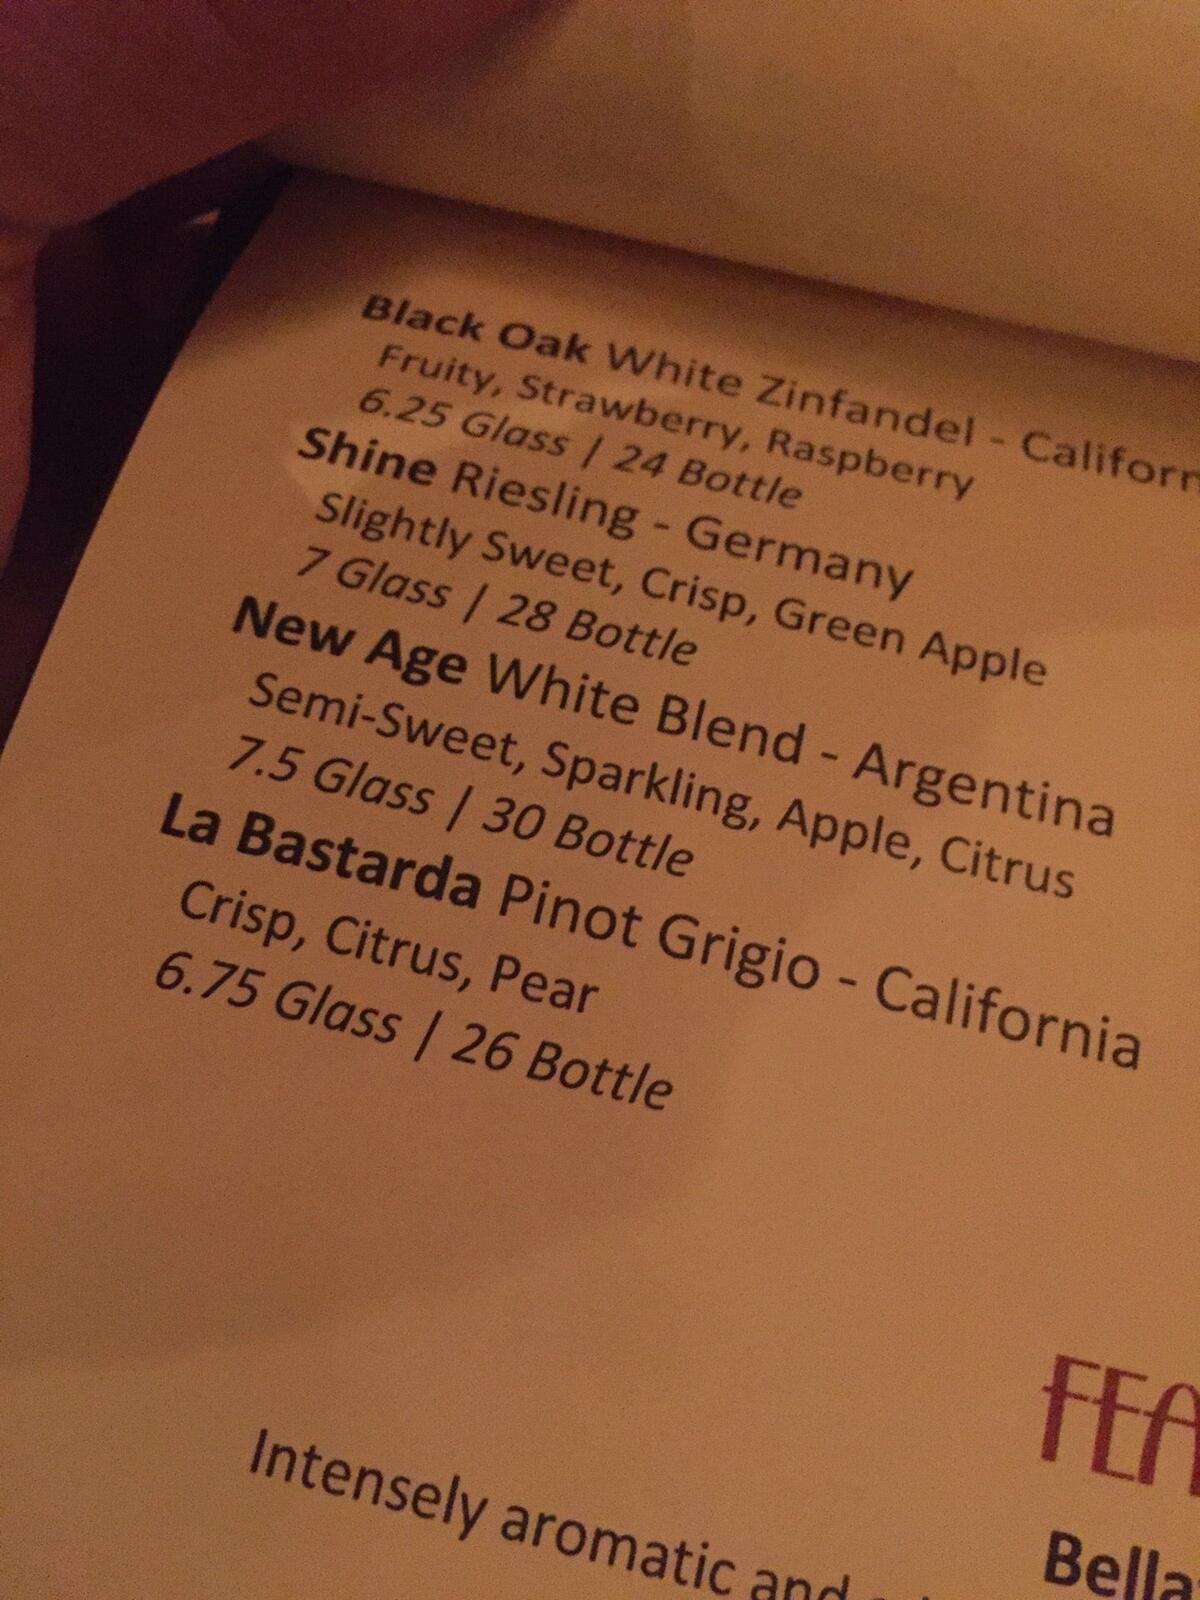 Black Oak White Zinfandel - Californ
Fruity, Strawberry, Raspberry
6.25 Glass | 24 Bottle
Shine Riesling - Germany
Slightly Sweet, Crisp, Green Apple
7 Glass | 28 Bottle
New Age White Blend - Argentina
Semi-Sweet, Sparkling, Apple, Citrus
7.5 Glass | 30 Bottle
La Bastarda Pinot Grigio - California
Crisp, Citrus, Pear
6.75 Glass | 26 Bottle
FEA
Bella
Intensely aromatic and